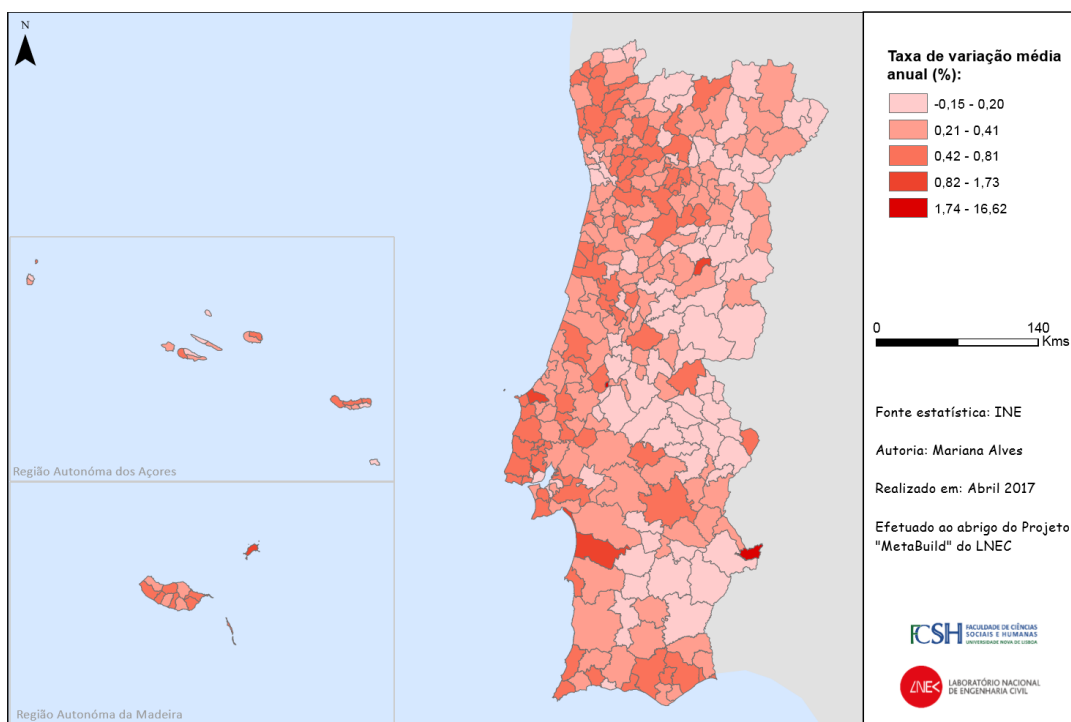 N
Região Autonóma dos Açores
Região Autonóma da Madeira
Taxa de variação média
anual (%):
-0,15 - 0,20
0,21 - 0,41
0,42 - 0,81
0,82 - 1,73
1,74 - 16,62
0 140
Kms
Fonte estatística: INE
Autoria: Mariana Alves
Realizado em: Abril 2017
Efetuado ao abrigo do Projeto
"MetaBuild" do LNEC
FCSH FACULDADE DE CIÊNCIAS
SOCIAIS E HUMANAS
UNIVERSIDADE NOVA DE LISBOA
LNEC LABORATÓRIO NACIONAL
DE ENGENHARIA CIVIL